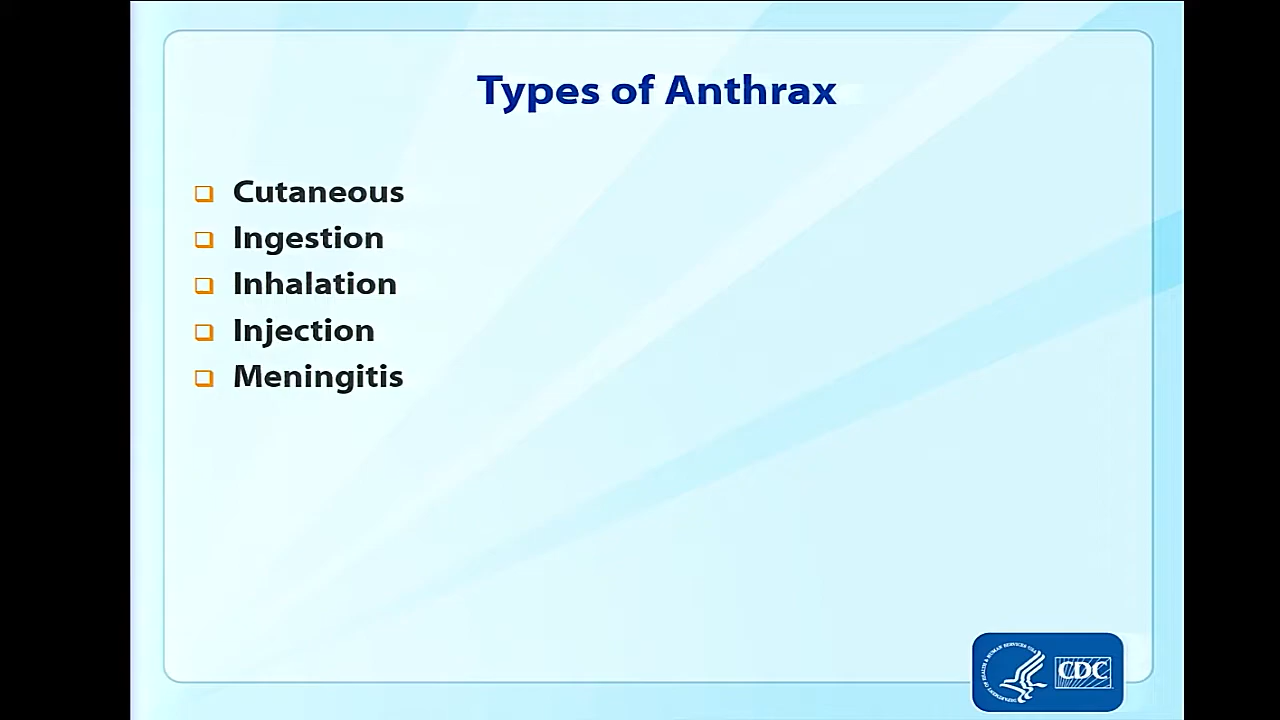 Types of Anthrax
Cutaneous
Ingestion
Inhalation
Injection
Meningitis
CDC